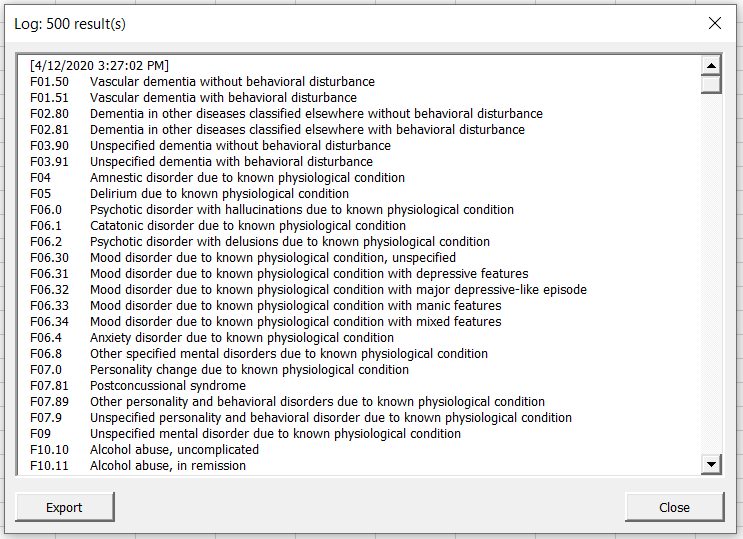 Log: 500 result(s)
[4/12/2020 3:27:02 PM]
F01.50 Vascular dementia without behavioral disturbance
F01.51 Vascular dementia with behavioral disturbance
F02.80 Dementia in other diseases classified elsewhere without behavioral disturbance
F02.81 Dementia in other diseases classified elsewhere with behavioral disturbance
F03.90 Unspecified dementia without behavioral disturbance
F03.91 Unspecified dementia with behavioral disturbance
F04 Amnestic disorder due to known physiological condition
F05 Delirium due to known physiological condition
F06.0 Psychotic disorder with hallucinations due to known physiological condition
F06.1 Catatonic disorder due to known physiological condition
F06.2 Psychotic disorder with delusions due to known physiological condition
F06.30 Mood disorder due to known physiological condition, unspecified
F06.31 Mood disorder due to known physiological condition with depressive features
F06.32 Mood disorder due to known physiological condition with major depressive-like episode
F06.33 Mood disorder due to known physiological condition with manic features
F06.34 Mood disorder due to known physiological condition with mixed features
F06.4 Anxiety disorder due to known physiological condition
F06.8 Other specified mental disorders due to known physiological condition
F07.0 Personality change due to known physiological condition
F07.81 Postconcussional syndrome
F07.89 Other personality and behavioral disorders due to known physiological condition
F07.9 Unspecified personality and behavioral disorder due to known physiological condition
F09 Unspecified mental disorder due to known physiological condition
F10.10 Alcohol abuse, uncomplicated
F10.11 Alcohol abuse, in remission
Export
Close